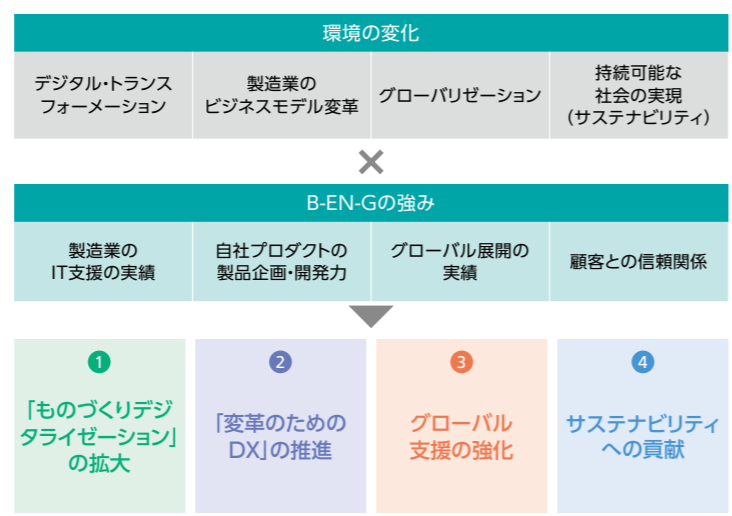 環境の変化
デジタル・トランス
フォーメーション
製造業の
ビジネスモデル変革
グローバリゼーション
持続可能な
社会の実現
（サステナビリティ）
×
B-EN-Gの強み
製造業の
IT支援の実績
自社プロダクトの
製品企画・開発力
グローバル展開の
実績
顧客との信頼関係
1
「ものづくりデジ
タライゼーション」
の拡大
2
「変革のための
DX」の推進
3
グローバル
支援の強化
4
サステナビリティ
への貢献